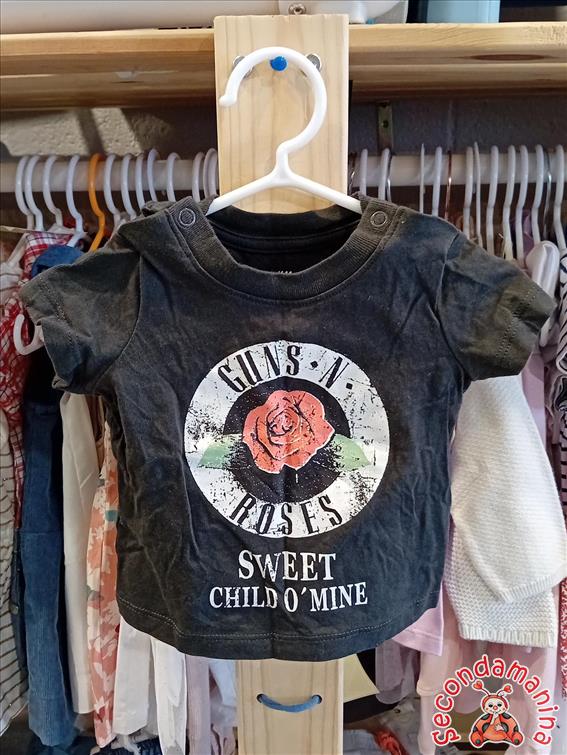 GUNS · N ·
ROSES
SWEET
CHILD O´MINE
secondamanina